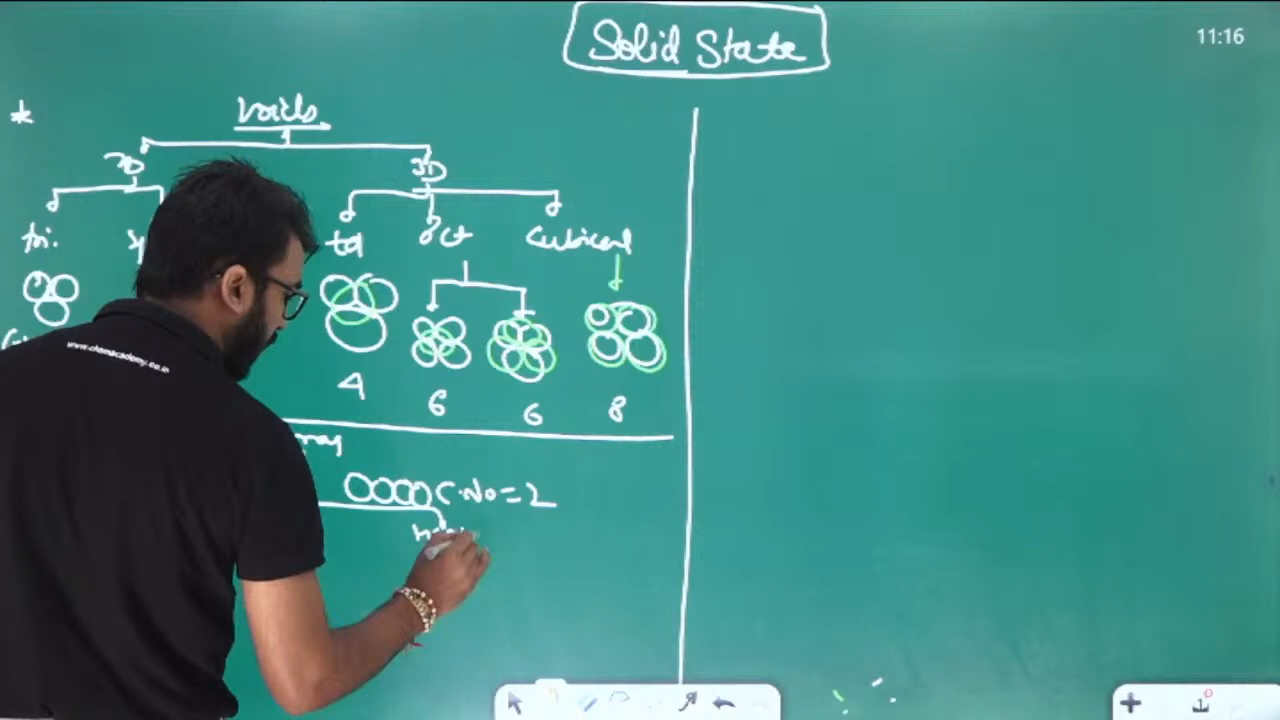 Solid State
11:16
*
Voids
2D
3D
tri.
td
oct
Cubical
4
6
6
8
C.No = 2
www.chemacademy.co.in